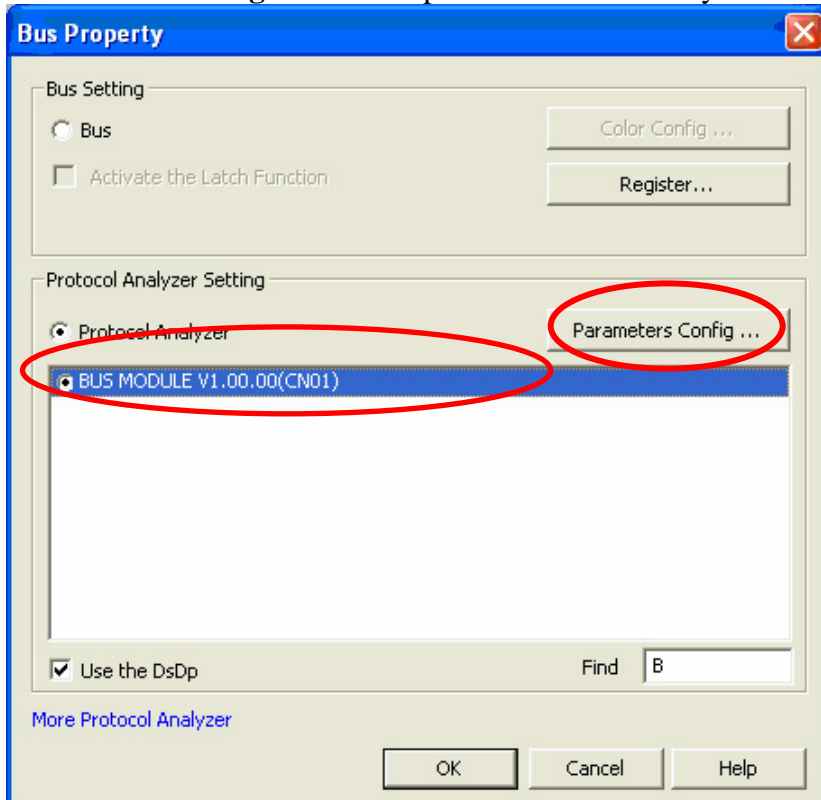 Bus Property
Bus Setting
Bus
Color Config ...
Activate the Latch Function
Register...
Protocol Analyzer Setting
Protocol Analyzer
Parameters Config ...
BUS MODULE V1.00.00(CN01)
Use the DsDp
Find B
More Protocol Analyzer
OK Cancel Help